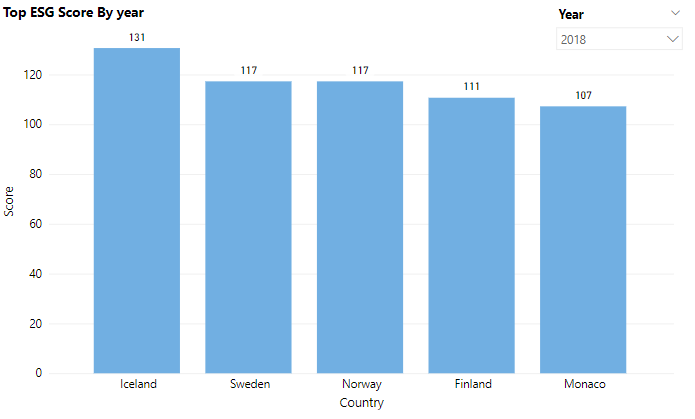 Top ESG Score By year
Year
2018
131
117
117
111
107
120
100
80
60
40
20
0
Score
Iceland
Sweden
Norway
Finland
Monaco
Country